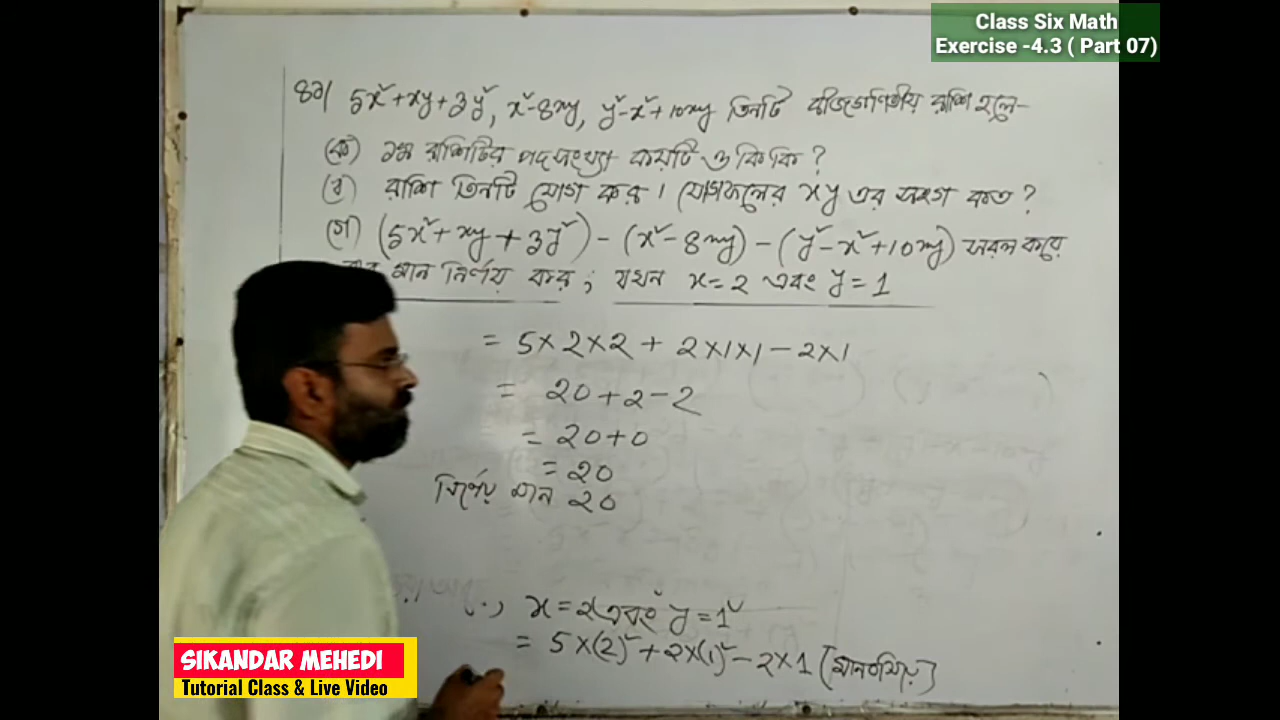 Class Six Math
Exercise -4.3 ( Part 07)
৪১। 5x²+xy+3y², x²-8xy, y²-x²+10xy তিনটি বীজগণিতীয় রাশি হলে-
(ক) ১ম রাশিটির পদসংখ্যা কয়টি ও কি কি ?
(খ) রাশি তিনটি যোগ কর। যোগফলের xy এর সহগ কত ?
(গ) (5x²+xy+3y²) - (x²-8xy) - (y²-x²+10xy) সরল করে
মান নির্ণয় কর ; যখন x=2 এবং y=1
= 5×2×2 + 2×1×1 - 2×1
= 20+2-2
= 20+0
= 20
নির্ণেয় মান 20
x=2 এবং y=1
= 5×(2)² + 2×(1)² - 2×1 [মান বসিয়ে]
SIKANDAR MEHEDI
Tutorial Class & Live Video